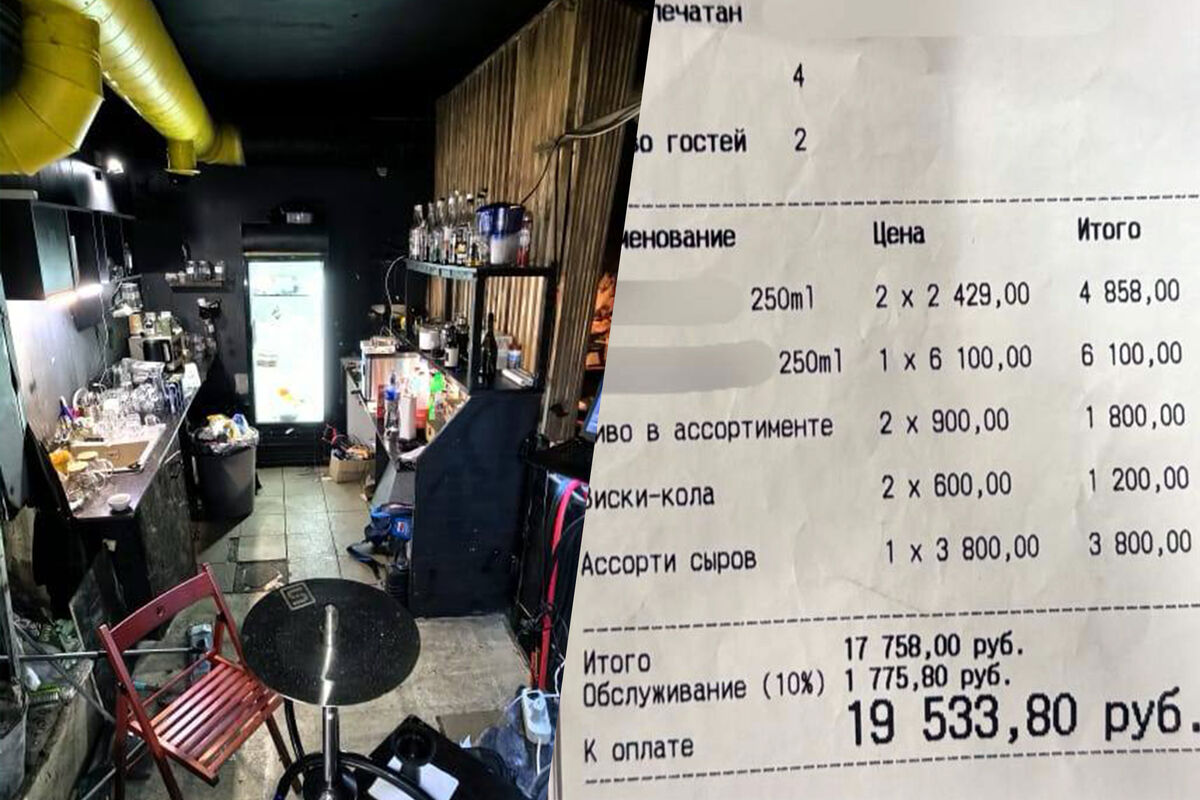 ечатан
4
во гостей 2
менование Цена Итого
250ml 2 x 2 429,00 4 858,00
250ml 1 x 6 100,00 6 100,00
иво в ассортименте 2 x 900,00 1 800,00
Виски-кола 2 x 600,00 1 200,00
Ассорти сыров 1 x 3 800,00 3 800,00
Итого 17 758,00 руб.
Обслуживание (10%) 1 775,80 руб.
К оплате 19 533,80 руб.